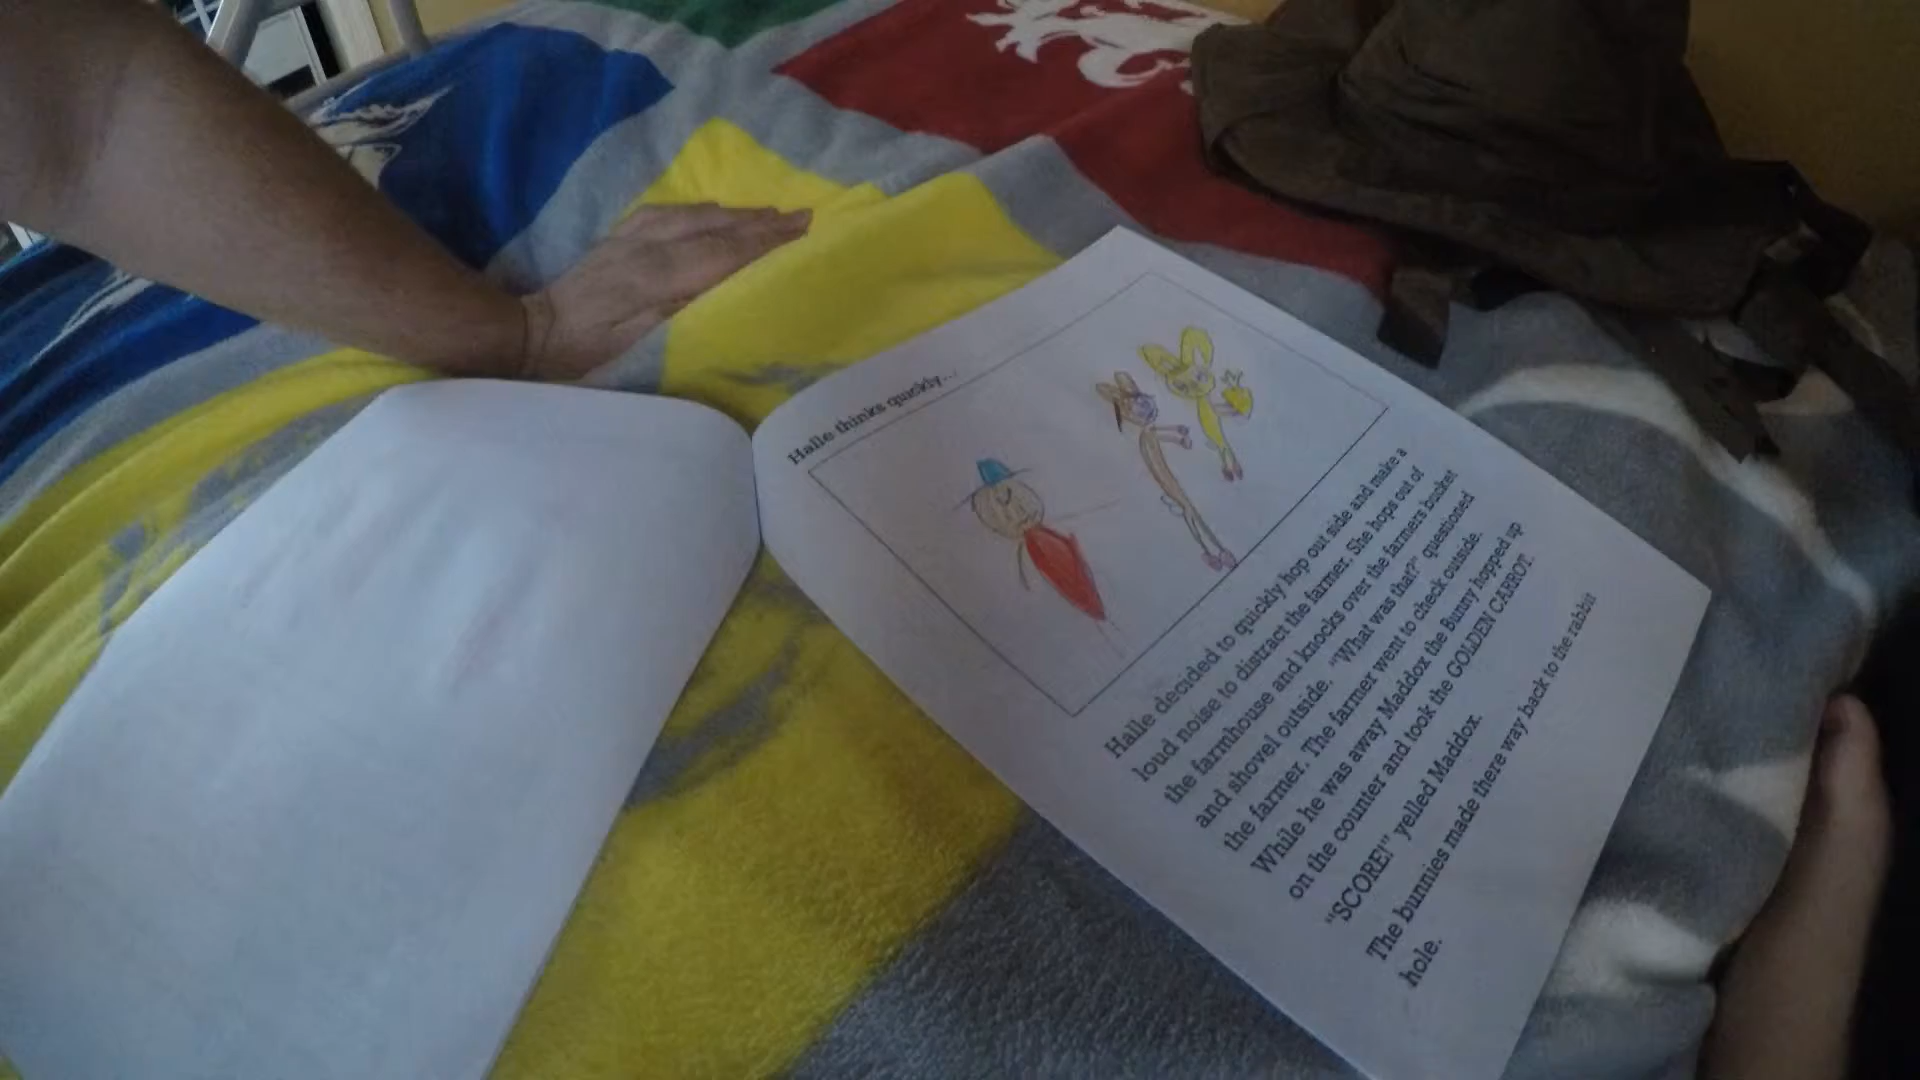 Halle thinks quickly...
Halle decided to quickly hop out side and make a
loud noise to distract the farmer. She hops out of
the farmhouse and knocks over the farmers bucket
and shovel outside. "What was that?" questioned
the farmer. The farmer went to check outside.
While he was away Maddox the Bunny hopped up
on the counter and took the GOLDEN CARROT.
"SCORE!" yelled Maddox.
The bunnies made there way back to the rabbit
hole.